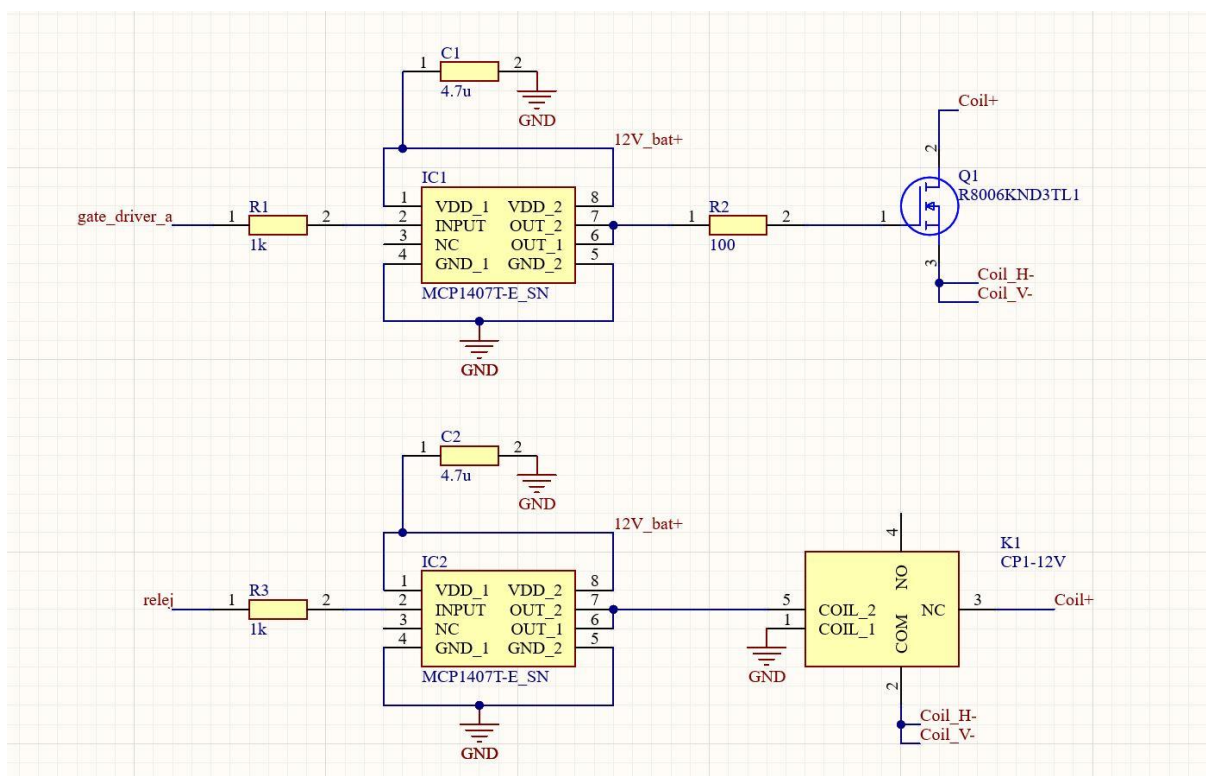 C1
1 2
4.7u
GND
12V_bat+
IC1
1 VDD_1 VDD_2 8
gate_driver_a 1 R1 2 2 INPUT OUT_2 7 1 R2 2 1
1k 3 NC OUT_1 6 100
4 GND_1 GND_2 5
MCP1407T-E_SN
GND
Coil+
2
Q1
R8006KND3TL1
3
Coil_H-
Coil_V-
C2
1 2
4.7u
GND
12V_bat+
IC2
1 VDD_1 VDD_2 8
relej 1 R3 2 2 INPUT OUT_2 7
1k 3 NC OUT_1 6
4 GND_1 GND_2 5
MCP1407T-E_SN
GND
4
K1
CP1-12V
NO
5 COIL_2 NC 3 Coil+
1 COIL_1
COM
GND
2
Coil_H-
Coil_V-